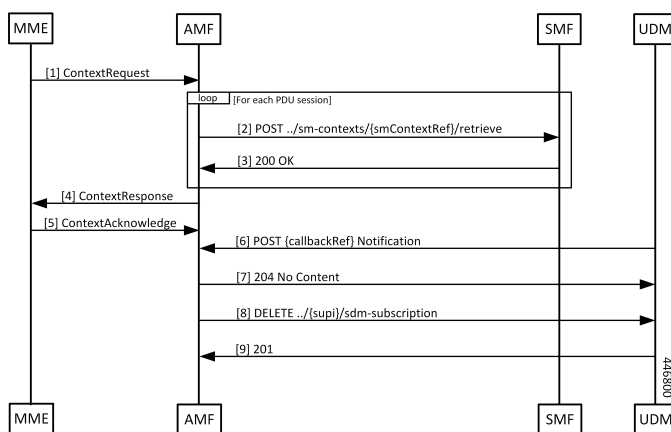 MME
AMF
SMF
UDM
[1] ContextRequest
loop
[For each PDU session]
[2] POST ../sm-contexts/{smContextRef}/retrieve
[3] 200 OK
[4] ContextResponse
[5] ContextAcknowledge
[6] POST {callbackRef} Notification
[7] 204 No Content
[8] DELETE ../{supi}/sdm-subscription
[9] 201
446800
MME
AMF
SMF
UDM